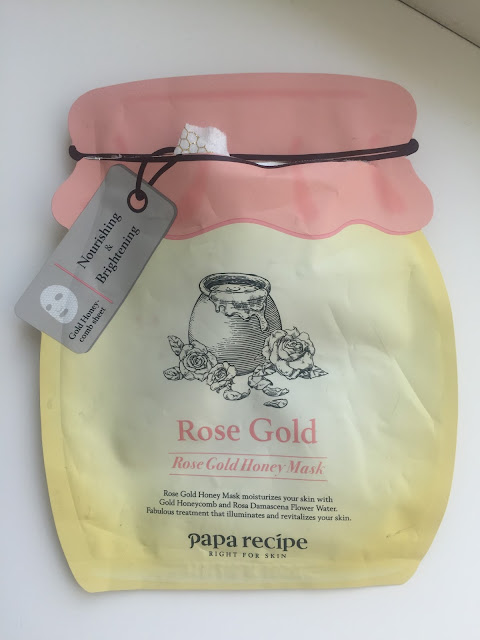 Nourishing
&
Brightening
Gold Honey-
comb sheet
Rose Gold
Rose Gold Honey Mask
Rose Gold Honey Mask moisturizes your skin with
Gold Honeycomb and Rosa Damascena Flower Water.
Fabulous treatment that illuminates and revitalizes your skin.
papa recipe
RIGHT FOR SKIN